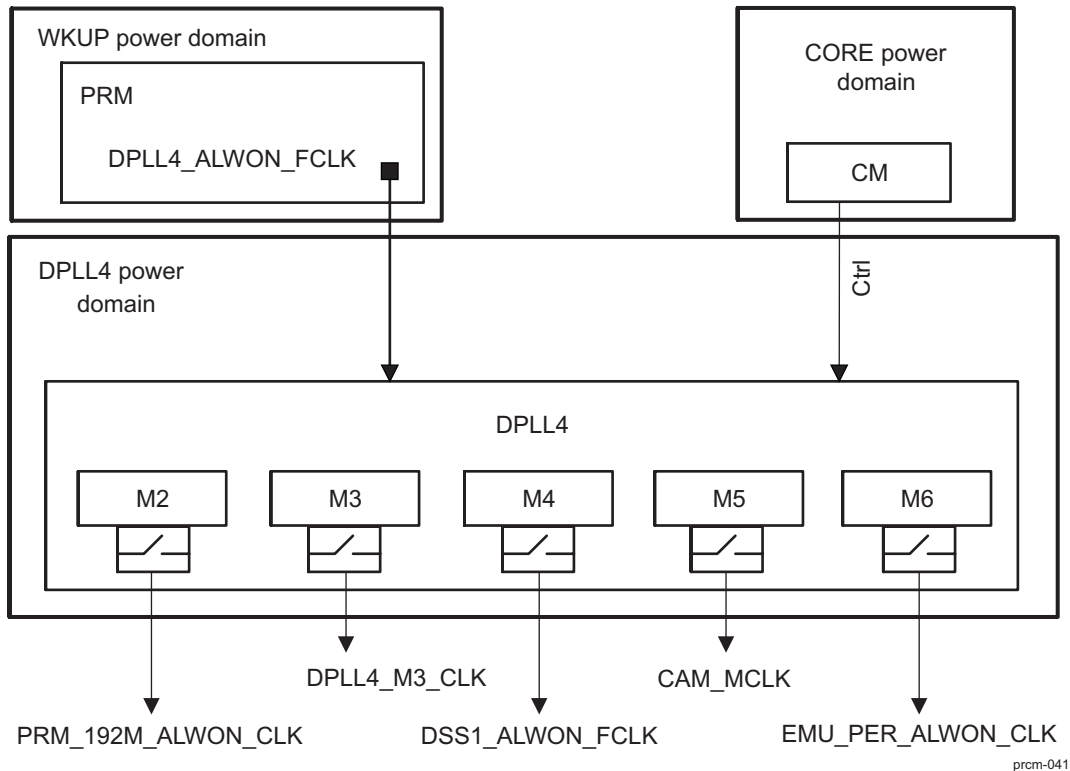 WKUP power domain
PRM
DPLL4_ALWON_FCLK
CORE power
domain
CM
Ctrl
DPLL4 power
domain
DPLL4
M2
M3
M4
M5
M6
DPLL4_M3_CLK
CAM_MCLK
PRM_192M_ALWON_CLK
DSS1_ALWON_FCLK
EMU_PER_ALWON_CLK
prcm-041